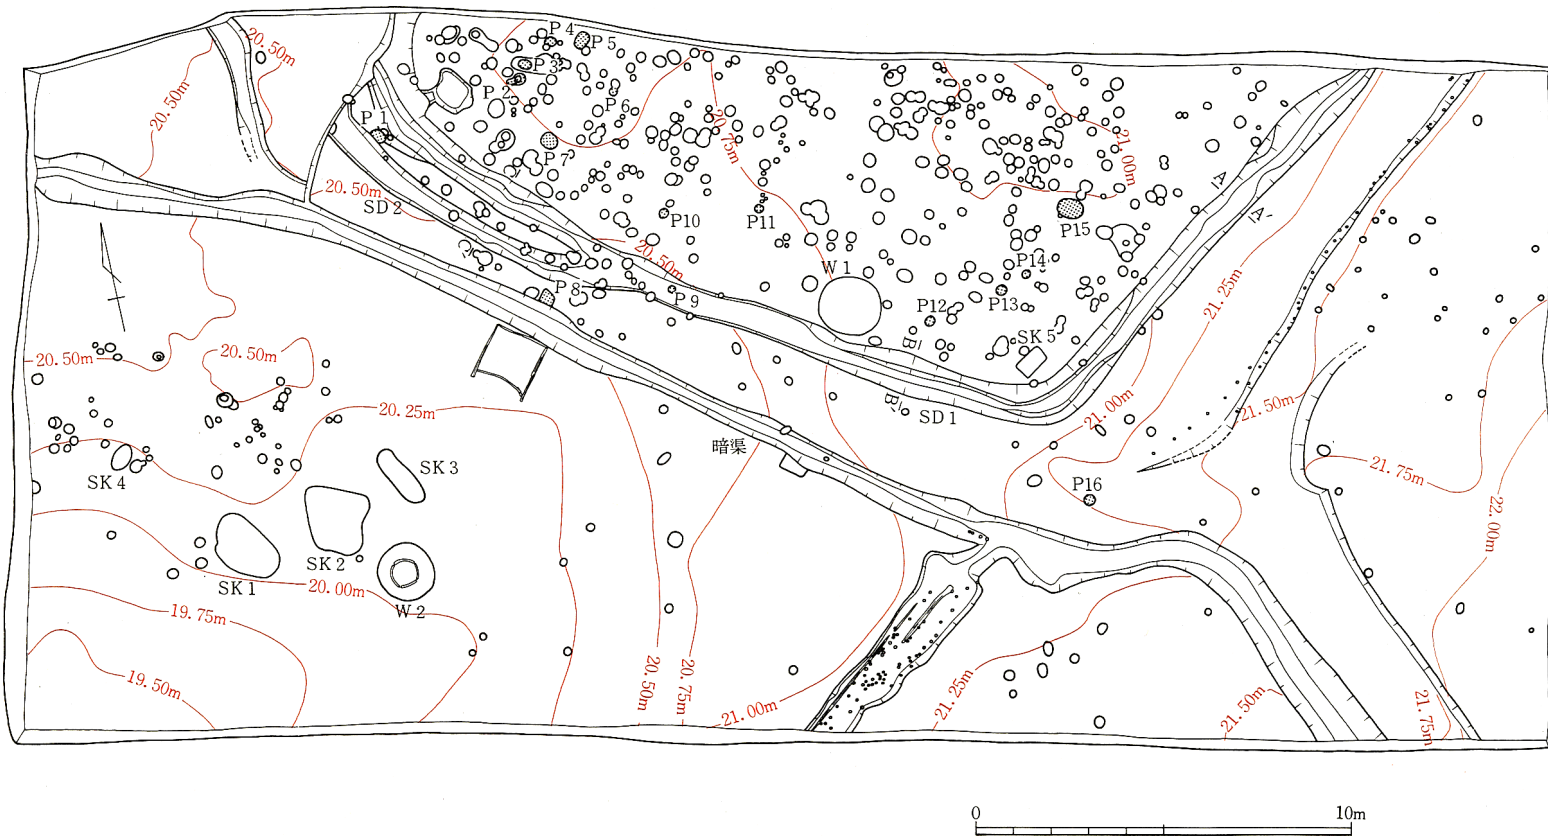 20.50m
20.50m
P 4
P 5
P 3
P 2
P 6
P 1
P 7
20.75m
21.00m
20.50m
SD 2
P10
P11
P15
A
A′
C
20.50m
P14
W 1
P 8
P 9
P13
P12
21.25m
B
SK 5
20.50m
20.50m
B′
20.25m
SD 1
21.00m
21.50m
暗渠
SK 3
SK 4
21.75m
P16
22.00m
SK 2
SK 1
20.00m
W 2
19.75m
19.50m
20.50m
20.75m
21.00m
21.25m
21.50m
21.75m
0
10m